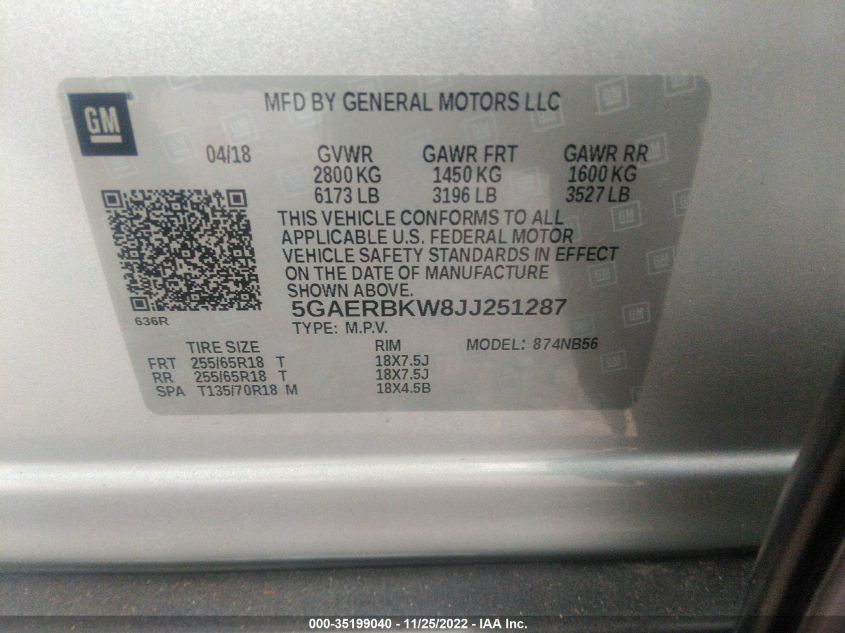 GM
MFD BY GENERAL MOTORS LLC
04/18 GVWR GAWR FRT GAWR RR
2800 KG 1450 KG 1600 KG
6173 LB 3196 LB 3527 LB
THIS VEHICLE CONFORMS TO ALL
APPLICABLE U.S. FEDERAL MOTOR
VEHICLE SAFETY STANDARDS IN EFFECT
ON THE DATE OF MANUFACTURE
SHOWN ABOVE.
5GAERBKW8JJ251287
636R
TYPE: M.P.V.
TIRE SIZE RIM MODEL: 874NB56
FRT 255/65R18 T 18X7.5J
RR 255/65R18 T 18X7.5J
SPA T135/70R18 M 18X4.5B
000-35199040 - 11/25/2022 - IAA Inc.